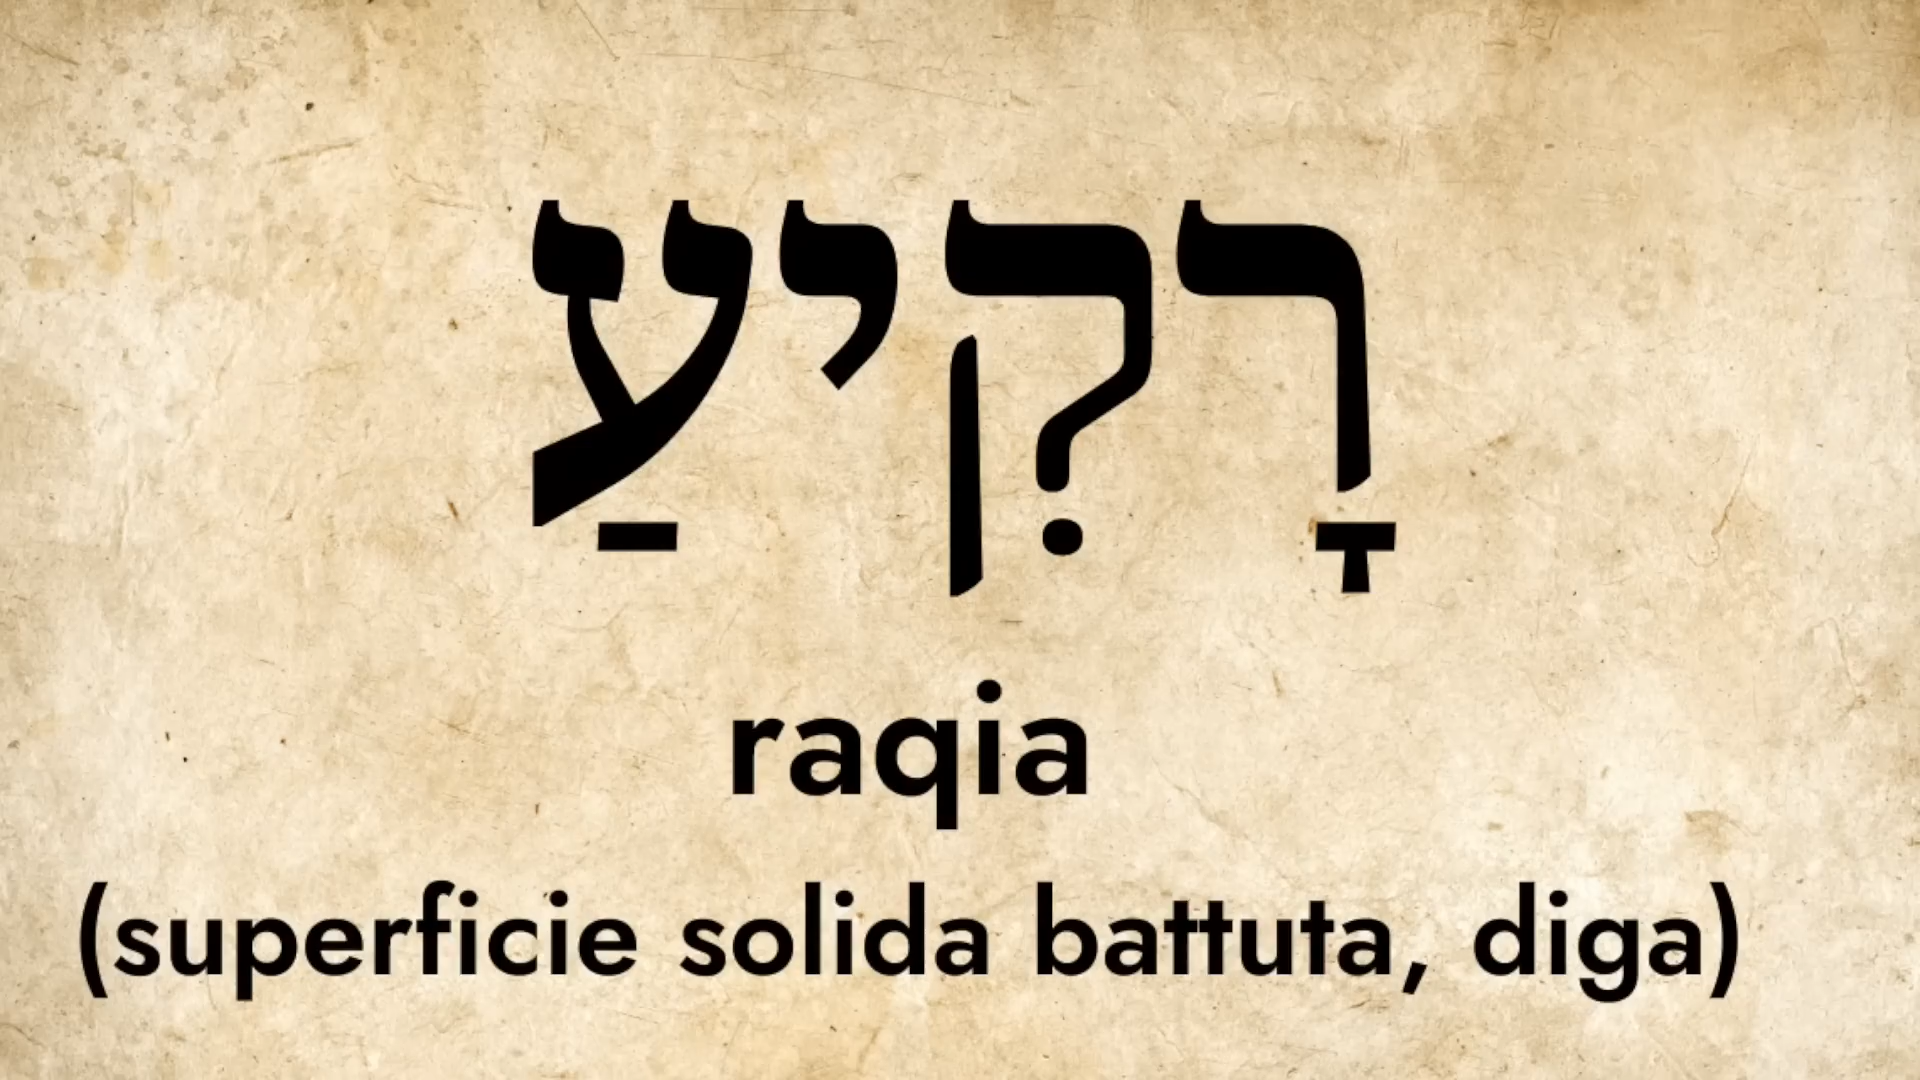 רָקִיעַ
raqia
(superficie solida battuta, diga)